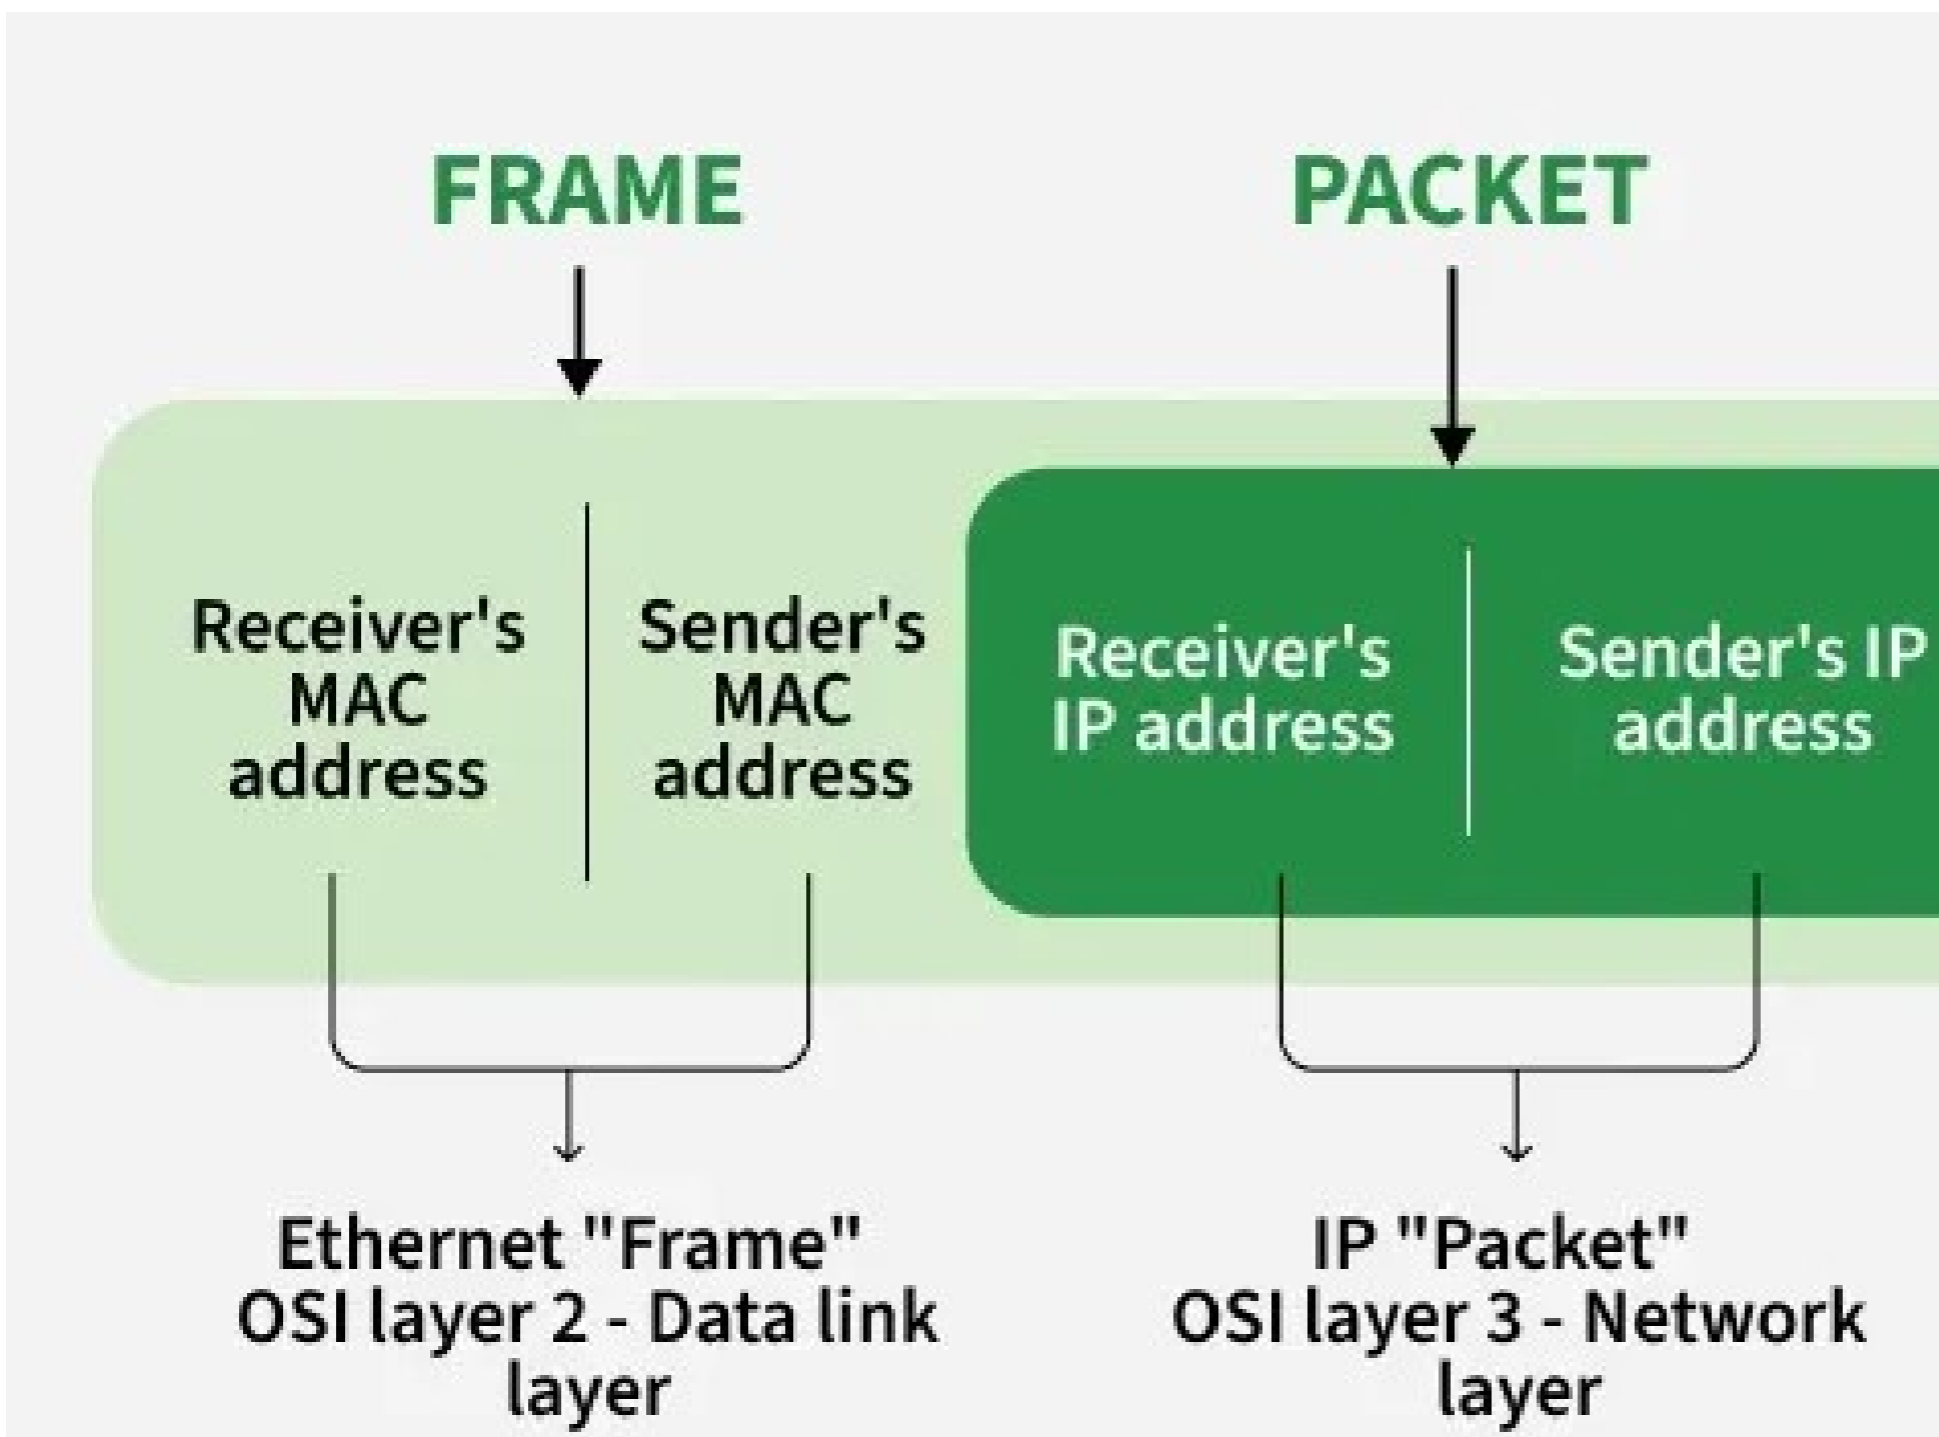 FRAME
PACKET
Receiver's
MAC
address
Sender's
MAC
address
Receiver's
IP address
Sender's IP
address
Ethernet "Frame"
OSI layer 2 - Data link
layer
IP "Packet"
OSI layer 3 - Network
layer